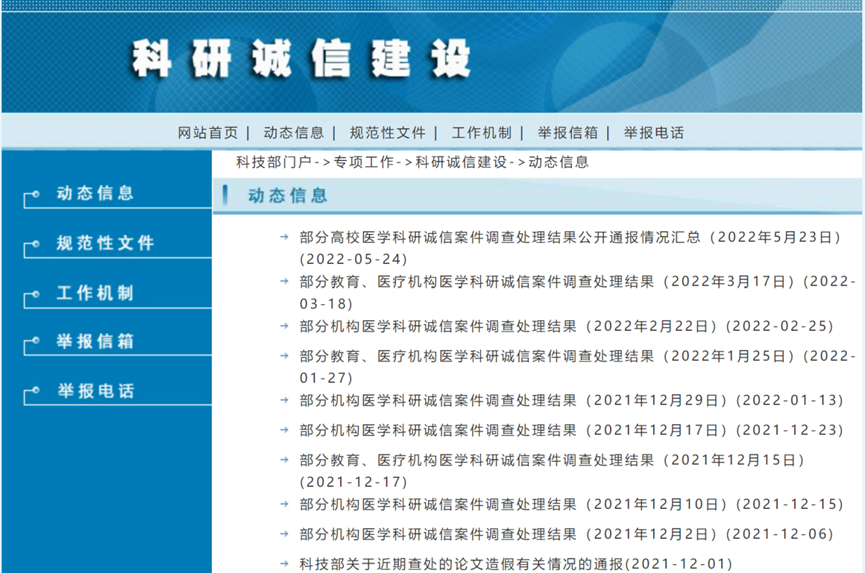 科研诚信建设
网站首页 | 动态信息 | 规范性文件 | 工作机制 | 举报信箱 | 举报电话
科技部门户->专项工作->科研诚信建设->动态信息
动态信息
规范性文件
工作机制
举报信箱
举报电话
动态信息
→ 部分高校医学科研诚信案件调查处理结果公开通报情况汇总（2022年5月23日）
(2022-05-24)
→ 部分教育、医疗机构医学科研诚信案件调查处理结果（2022年3月17日）(2022-
03-18)
→ 部分机构医学科研诚信案件调查处理结果（2022年2月22日）(2022-02-25)
→ 部分教育、医疗机构医学科研诚信案件调查处理结果（2022年1月25日）(2022-
01-27)
→ 部分机构医学科研诚信案件调查处理结果（2021年12月29日）(2022-01-13)
→ 部分机构医学科研诚信案件调查处理结果（2021年12月17日）(2021-12-23)
→ 部分教育、医疗机构医学科研诚信案件调查处理结果（2021年12月15日）
(2021-12-17)
→ 部分机构医学科研诚信案件调查处理结果（2021年12月10日）(2021-12-15)
→ 部分机构医学科研诚信案件调查处理结果（2021年12月2日）(2021-12-06)
→ 科技部关于近期查处的论文造假有关情况的通报(2021-12-01)